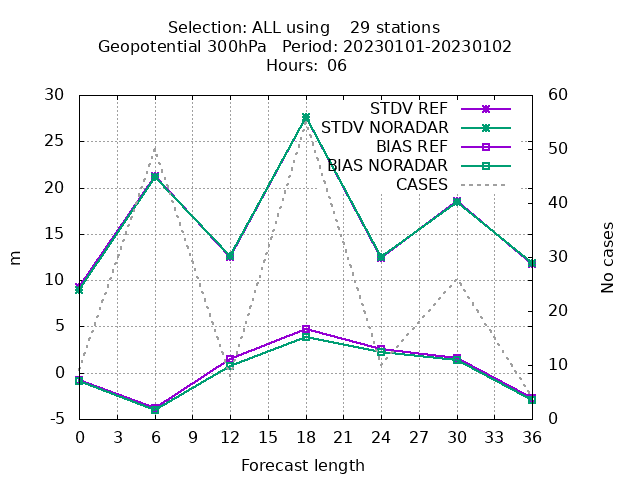 Selection: ALL using    29 stations
Geopotential 300hPa   Period: 20230101-20230102
Hours:  06
30
25
20
15
10
5
0
-5
m
60
50
40
30
20
10
0
No cases
STDV REF
STDV NORADAR
BIAS REF
BIAS NORADAR
CASES
0 3 6 9 12 15 18 21 24 27 30 33 36
Forecast length